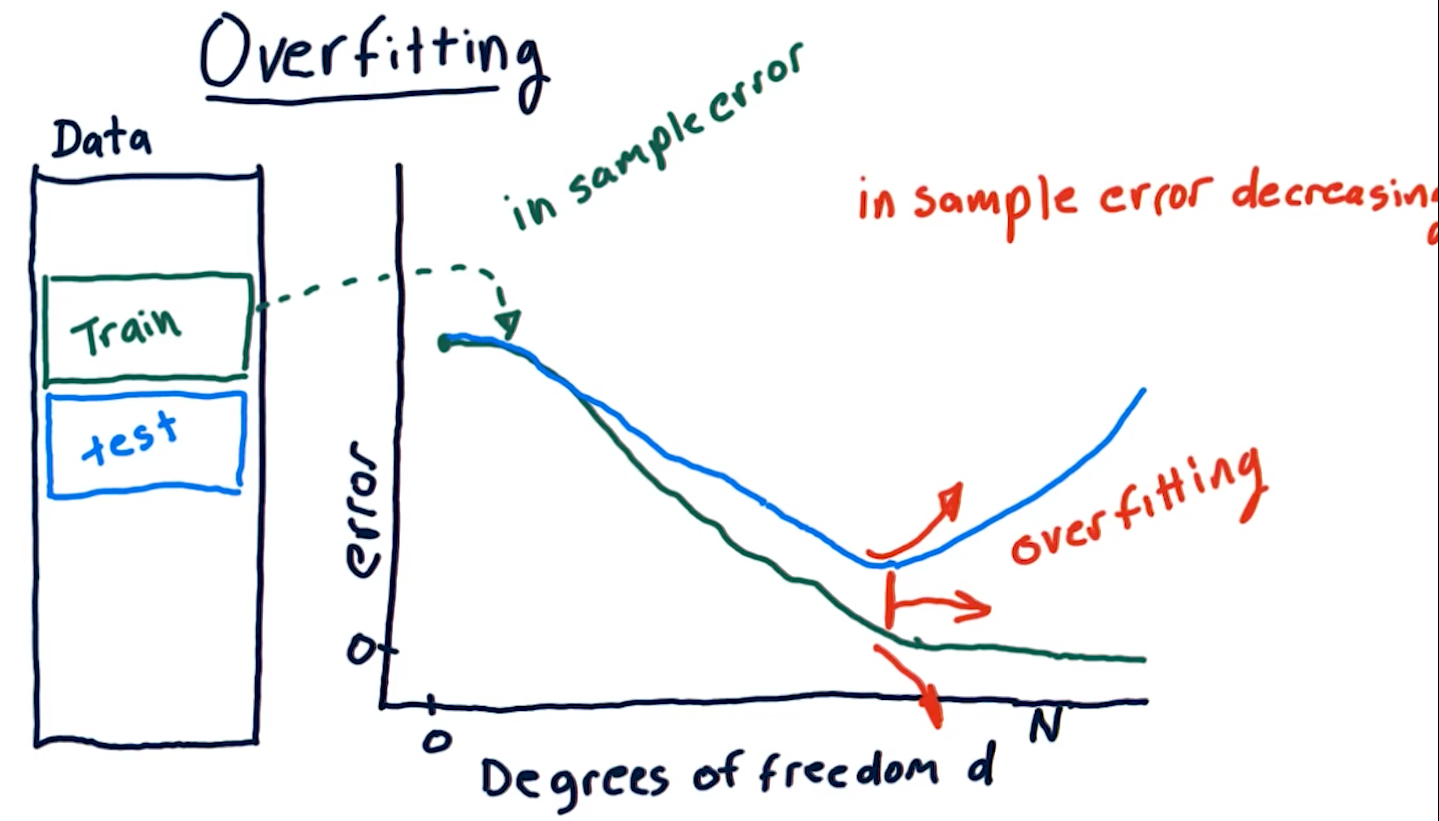 Overfitting
Data
in sample error
in sample error decreasing
Train
test
error
overfitting
0
0
N
Degrees of freedom d